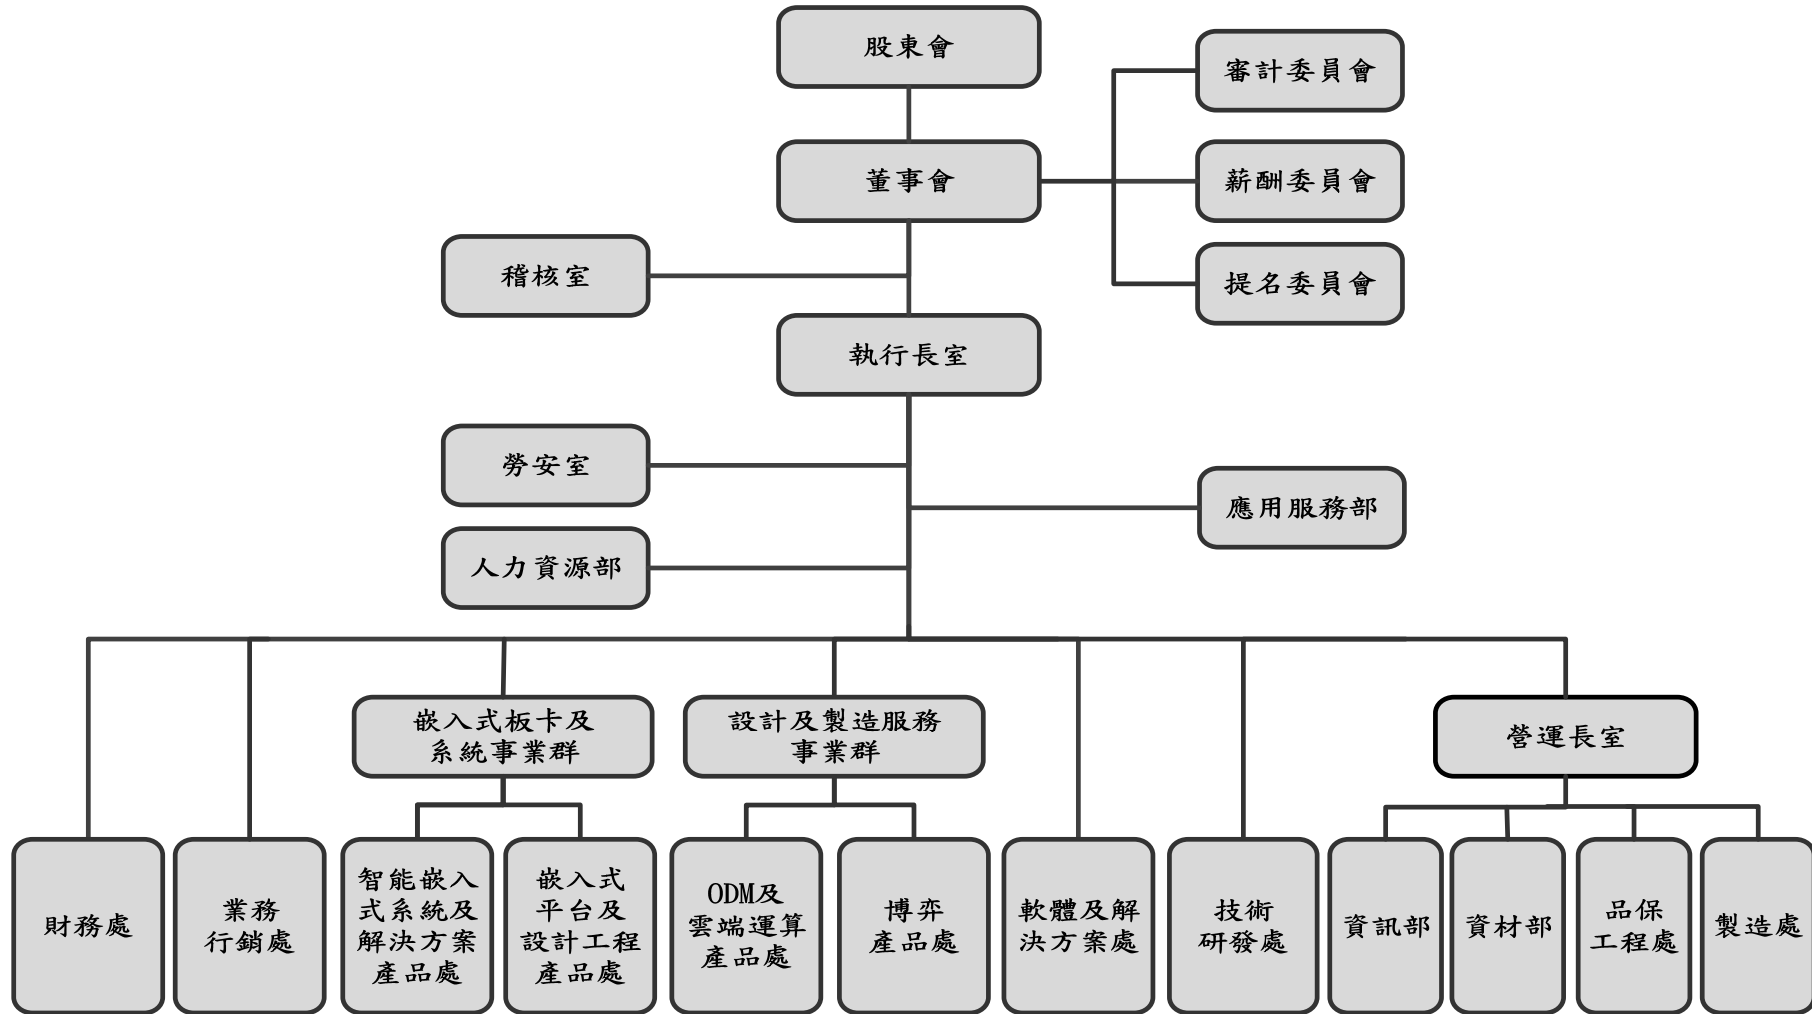 股東會
審計委員會
董事會
薪酬委員會
稽核室
提名委員會
執行長室
勞安室
應用服務部
人力資源部
嵌入式板卡及
系統事業群
設計及製造服務
事業群
營運長室
財務處
業務
行銷處
智能嵌入
式系統及
解決方案
產品處
嵌入式
平台及
設計工程
產品處
ODM及
雲端運算
產品處
博弈
產品處
軟體及解
決方案處
技術
研發處
資訊部
資材部
品保
工程處
製造處